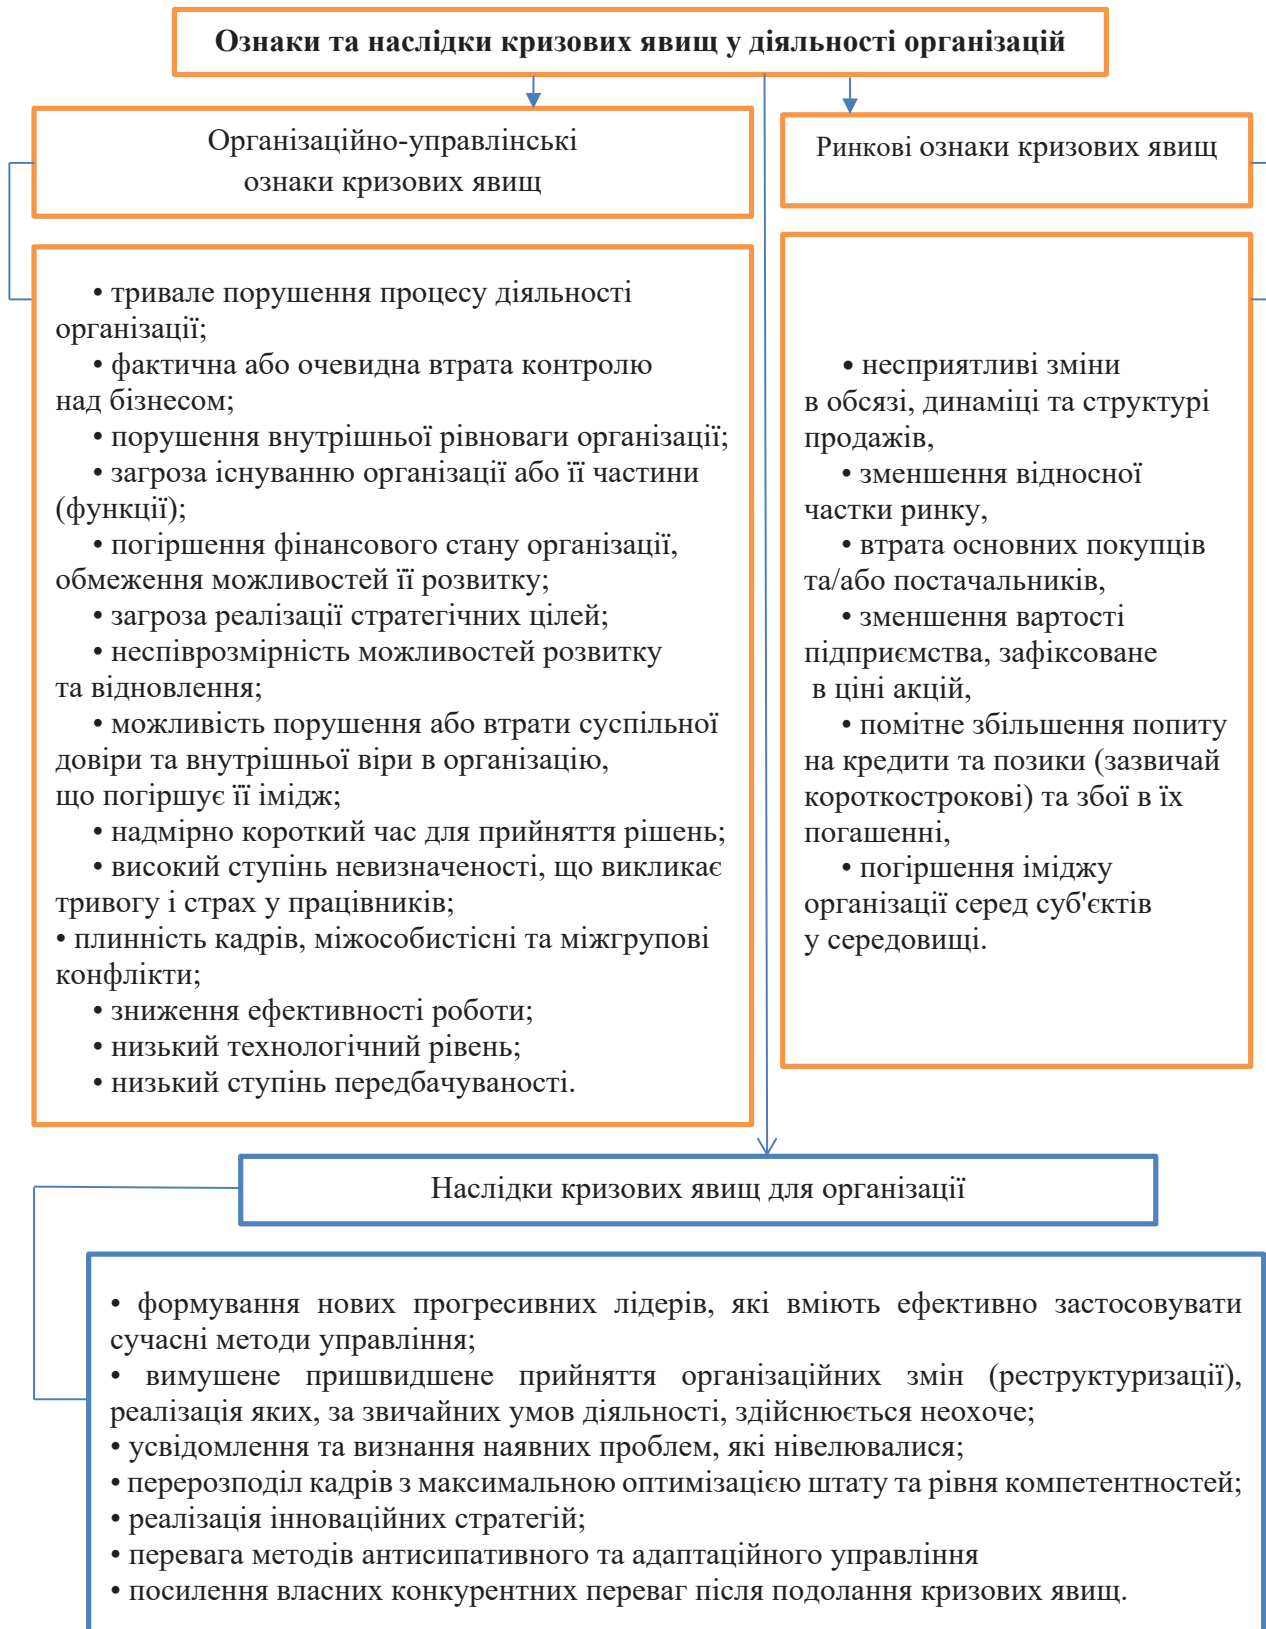 Ознаки та наслідки кризових явищ у діяльності організацій
Організаційно-управлінські
ознаки кризових явищ
Ринкові ознаки кризових явищ
• тривале порушення процесу діяльності
організації;
• фактична або очевидна втрата контролю
над бізнесом;
• порушення внутрішньої рівноваги організації;
• загроза існуванню організації або її частини
(функції);
• погіршення фінансового стану організації,
обмеження можливостей її розвитку;
• загроза реалізації стратегічних цілей;
• неспіврозмірність можливостей розвитку
та відновлення;
• можливість порушення або втрати суспільної
довіри та внутрішньої віри в організацію,
що погіршує її імідж;
• надмірно короткий час для прийняття рішень;
• високий ступінь невизначеності, що викликає
тривогу і страх у працівників;
• плинність кадрів, міжособистісні та міжгрупові
конфлікти;
• зниження ефективності роботи;
• низький технологічний рівень;
• низький ступінь передбачуваності.
• несприятливі зміни
в обсязі, динаміці та структурі
продажів,
• зменшення відносної
частки ринку,
• втрата основних покупців
та/або постачальників,
• зменшення вартості
підприємства, зафіксоване
в ціні акцій,
• помітне збільшення попиту
на кредити та позики (зазвичай
короткострокові) та збої в їх
погашенні,
• погіршення іміджу
організації серед суб'єктів
у середовищі.
Наслідки кризових явищ для організації
• формування нових прогресивних лідерів, які вміють ефективно застосовувати
сучасні методи управління;
• вимушене пришвидшене прийняття організаційних змін (реструктуризації),
реалізація яких, за звичайних умов діяльності, здійснюється неохоче;
• усвідомлення та визнання наявних проблем, які нівелювалися;
• перерозподіл кадрів з максимальною оптимізацією штату та рівня компетентностей;
• реалізація інноваційних стратегій;
• перевага методів антисипативного та адаптаційного управління
• посилення власних конкурентних переваг після подолання кризових явищ.